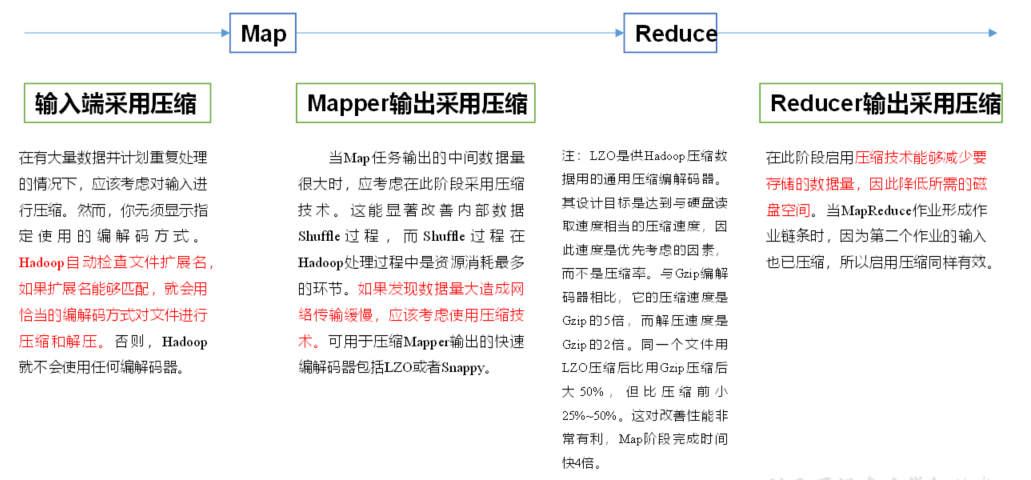 Map
Reduce
输入端采用压缩
Mapper输出采用压缩
Reducer输出采用压缩
在有大量数据并计划重复处理
的情况下，应该考虑对输入进
行压缩。然而，你无须显示指
定使用的编解码方式。
Hadoop自动检查文件扩展名，
如果扩展名能够匹配，就会用
恰当的编解码方式对文件进行
压缩和解压。否则，Hadoop
就不会使用任何编解码器。
当Map任务输出的中间数据量
很大时，应考虑在此阶段采用压缩
技术。这能显著改善内部数据
Shuffle过程，而Shuffle过程在
Hadoop处理过程中是资源消耗最多
的环节。如果发现数据量大造成网
络传输缓慢，应该考虑使用压缩技
术。可用于压缩Mapper输出的快速
编解码器包括LZO或者Snappy。
注：LZO是供Hadoop压缩数
据用的通用压缩编解码器。
其设计目标是达到与硬盘读
取速度相当的压缩速度，因
此速度是优先考虑的因素，
而不是压缩率。与Gzip编解
码器相比，它的压缩速度是
Gzip的5倍，而解压速度是
Gzip的2倍。同一个文件用
LZO压缩后比用Gzip压缩后
大50%，但比压缩前小
25%~50%。这对改善性能非
常有利，Map阶段完成时间
快4倍。
在此阶段启用压缩技术能够减少要
存储的数据量，因此降低所需的磁
盘空间。当MapReduce作业形成作
业链条时，因为第二个作业的输入
也已压缩，所以启用压缩同样有效。